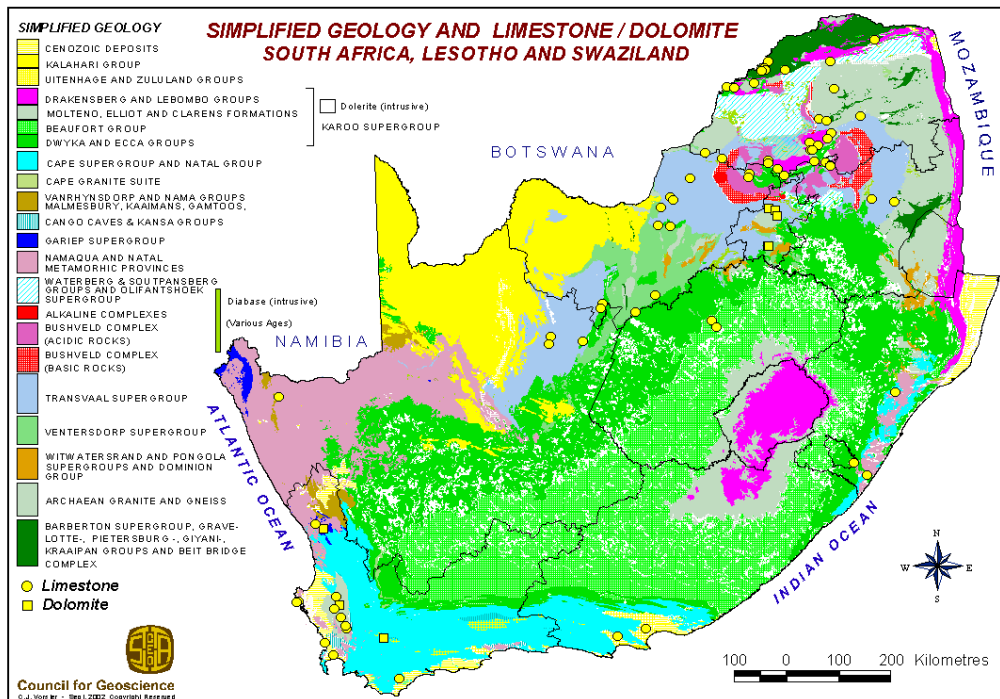 SIMPLIFIED GEOLOGY AND LIMESTONE / DOLOMITE
SOUTH AFRICA, LESOTHO AND SWAZILAND
SIMPLIFIED GEOLOGY
CENOZOIC DEPOSITS
KALAHARI GROUP
UITENHAGE AND ZULULAND GROUPS
DRAKENSBERG AND LEBOMBO GROUPS
MOLTENO, ELLIOT AND CLARENS FORMATIONS
BEAUFORT GROUP
DWYKA AND ECCA GROUPS
Dolerite (intrusive)
KAROO SUPERGROUP
CAPE SUPERGROUP AND NATAL GROUP
CAPE GRANITE SUITE
VANRHYNSDORP AND NAMA GROUPS
MALMESBURY, KAAIMANS, GAMTOOS,
CANGO CAVES & KANSA GROUPS
GARIEP SUPERGROUP
NAMAQUA AND NATAL
METAMORHIC PROVINCES
WATERBERG & SOUTPANSBERG
GROUPS AND OLIFANTSHOEK
SUPERGROUP
ALKALINE COMPLEXES
BUSHVELD COMPLEX
(ACIDIC ROCKS)
BUSHVELD COMPLEX
(BASIC ROCKS)
Diabase (intrusive)
(Various Ages)
TRANSVAAL SUPERGROUP
VENTERSDORP SUPERGROUP
WITWATERSRAND AND PONGOLA
SUPERGROUPS AND DOMINION
GROUP
ARCHAEAN GRANITE AND GNEISS
BARBERTON SUPERGROUP, GRAVE-
LOTTE-, PIETERSBURG -, GIYANI-,
KRAAIPAN GROUPS AND BEIT BRIDGE
COMPLEX
Limestone
Dolomite
Council for Geoscience
C.J. Vorster - Sept. 2002 Copyright Reserved
BOTSWANA
MOZAMBIQUE
NAMIBIA
ATLANTIC OCEAN
INDIAN OCEAN
N
W E
S
100 0 100 200 Kilometres